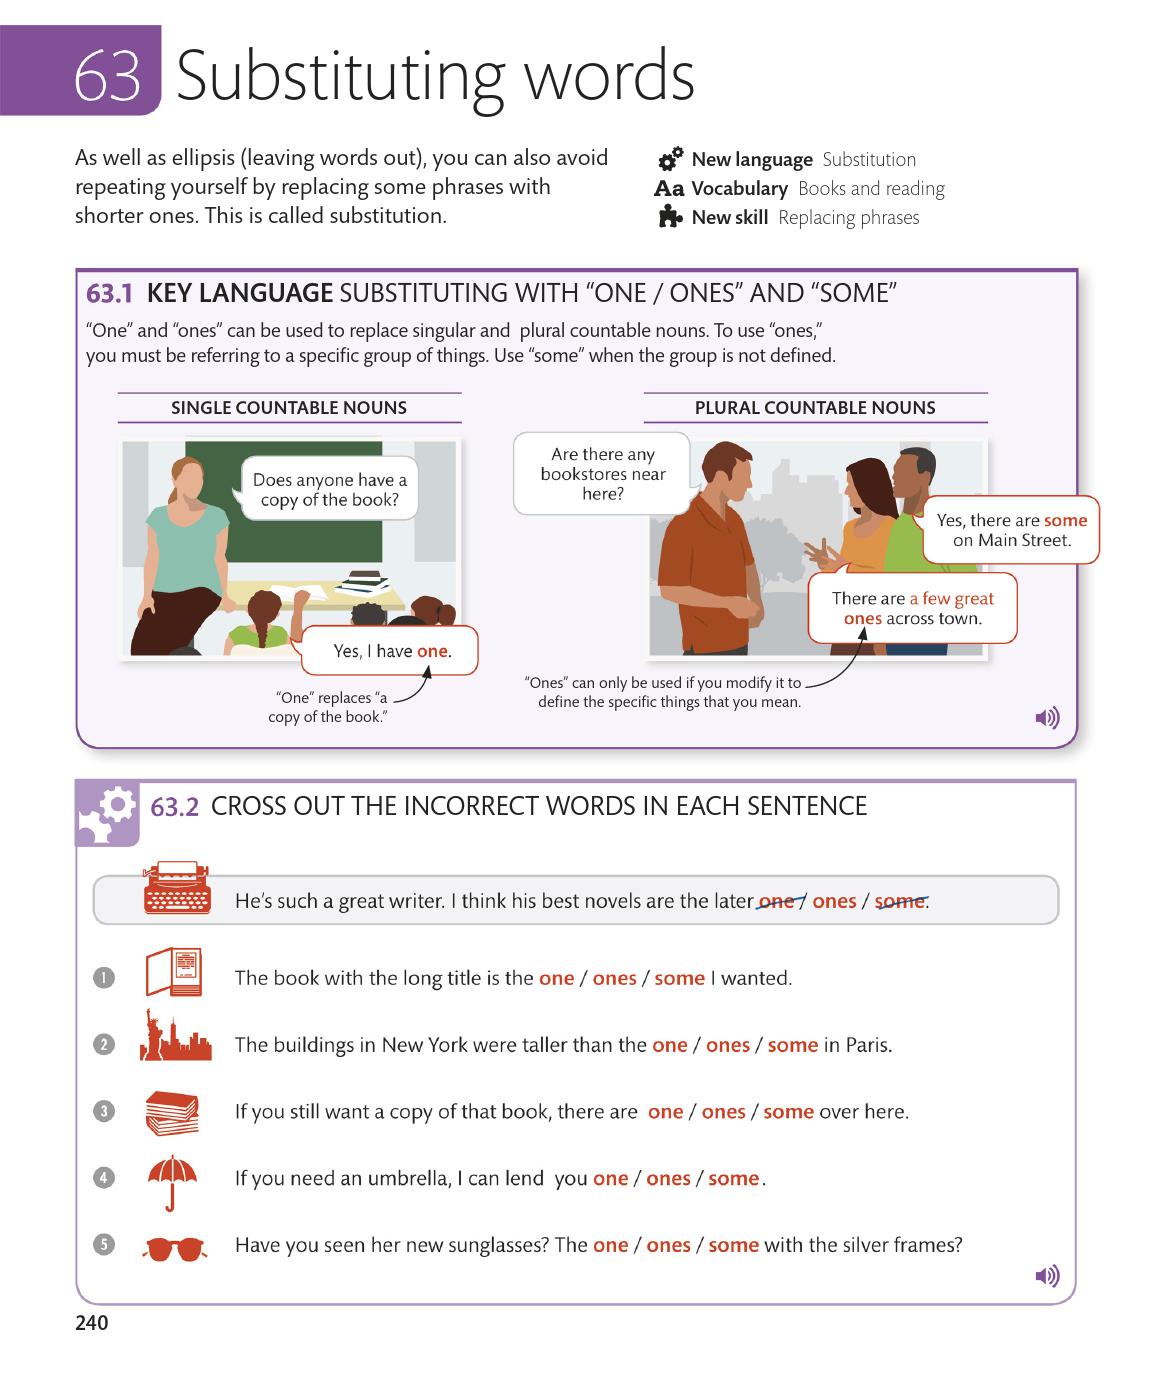 63 Substituting words
As well as ellipsis (leaving words out), you can also avoid
repeating yourself by replacing some phrases with
shorter ones. This is called substitution.
New language Substitution
Aa Vocabulary Books and reading
New skill Replacing phrases
63.1 KEY LANGUAGE SUBSTITUTING WITH “ONE / ONES” AND “SOME”
“One” and “ones” can be used to replace singular and plural countable nouns. To use “ones,”
you must be referring to a specific group of things. Use “some” when the group is not defined.
SINGLE COUNTABLE NOUNS
Does anyone have a
copy of the book?
Yes, I have one.
“One” replaces “a
copy of the book.”
PLURAL COUNTABLE NOUNS
Are there any
bookstores near
here?
Yes, there are some
on Main Street.
There are a few great
ones across town.
“Ones” can only be used if you modify it to
define the specific things that you mean.
63.2 CROSS OUT THE INCORRECT WORDS IN EACH SENTENCE
He’s such a great writer. I think his best novels are the later one / ones / some.
1 The book with the long title is the one / ones / some I wanted.
2 The buildings in New York were taller than the one / ones / some in Paris.
3 If you still want a copy of that book, there are one / ones / some over here.
4 If you need an umbrella, I can lend you one / ones / some.
5 Have you seen her new sunglasses? The one / ones / some with the silver frames?
240